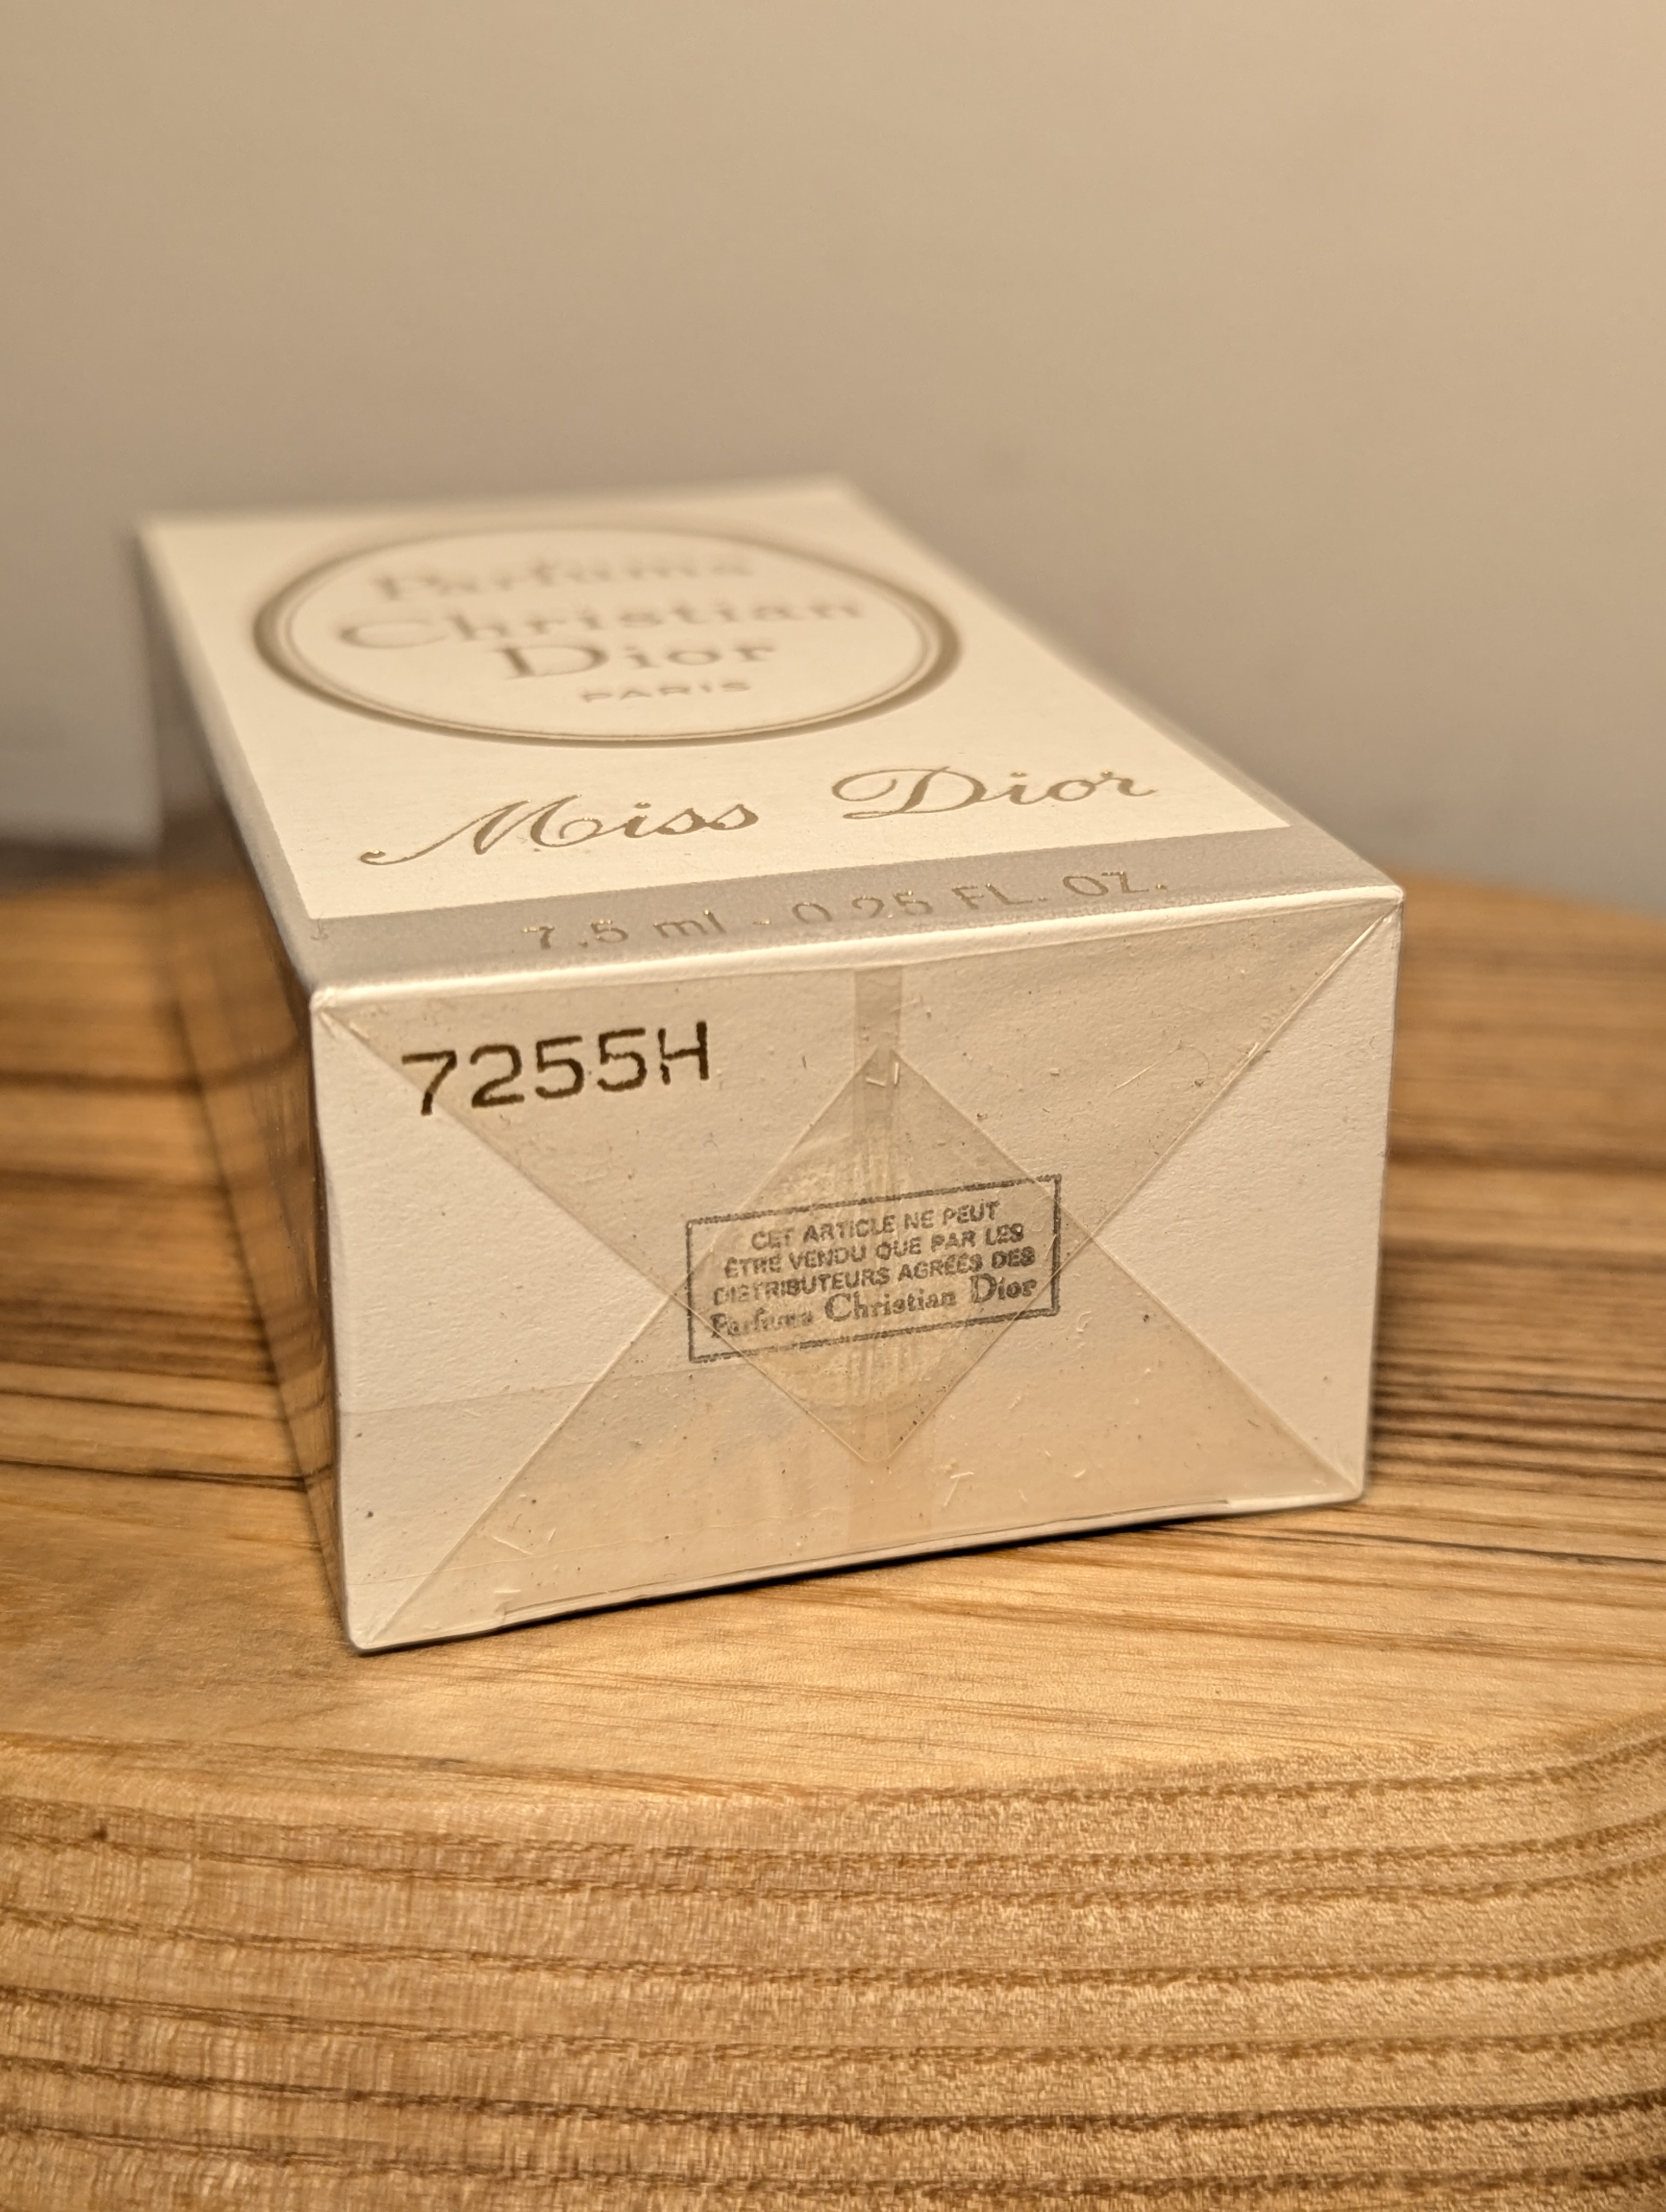 Parfums
Christian
Dior
PARIS
Miss Dior
7.5 ml - 0.25 FL. OZ.
7255H
CET ARTICLE NE PEUT
ÊTRE VENDU QUE PAR LES
DISTRIBUTEURS AGRÉÉS DES
Parfums Christian Dior